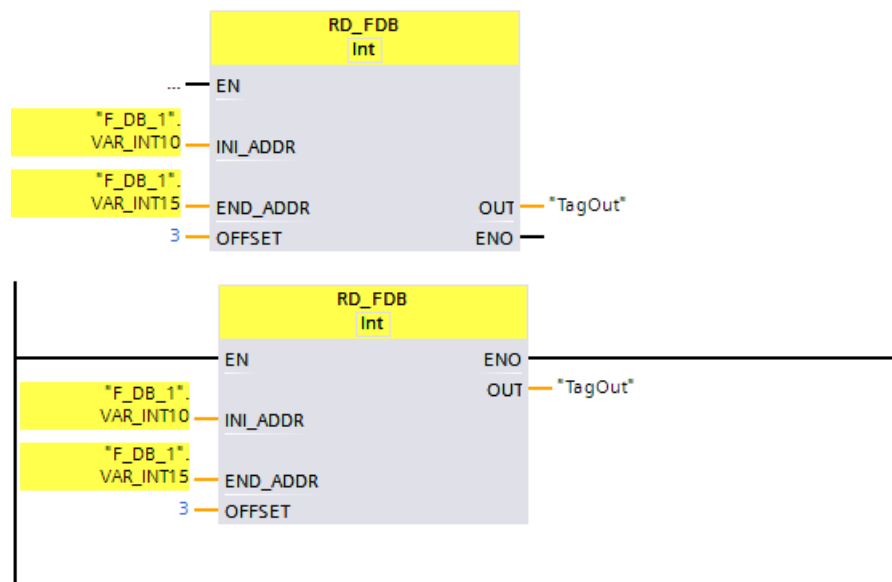 RD_FDB
Int
... EN
"F_DB_1".
VAR_INT10 INI_ADDR
"F_DB_1".
VAR_INT15 END_ADDR OUT "TagOut"
3 OFFSET ENO
RD_FDB
Int
EN ENO
OUT "TagOut"
"F_DB_1".
VAR_INT10 INI_ADDR
"F_DB_1".
VAR_INT15 END_ADDR
3 OFFSET